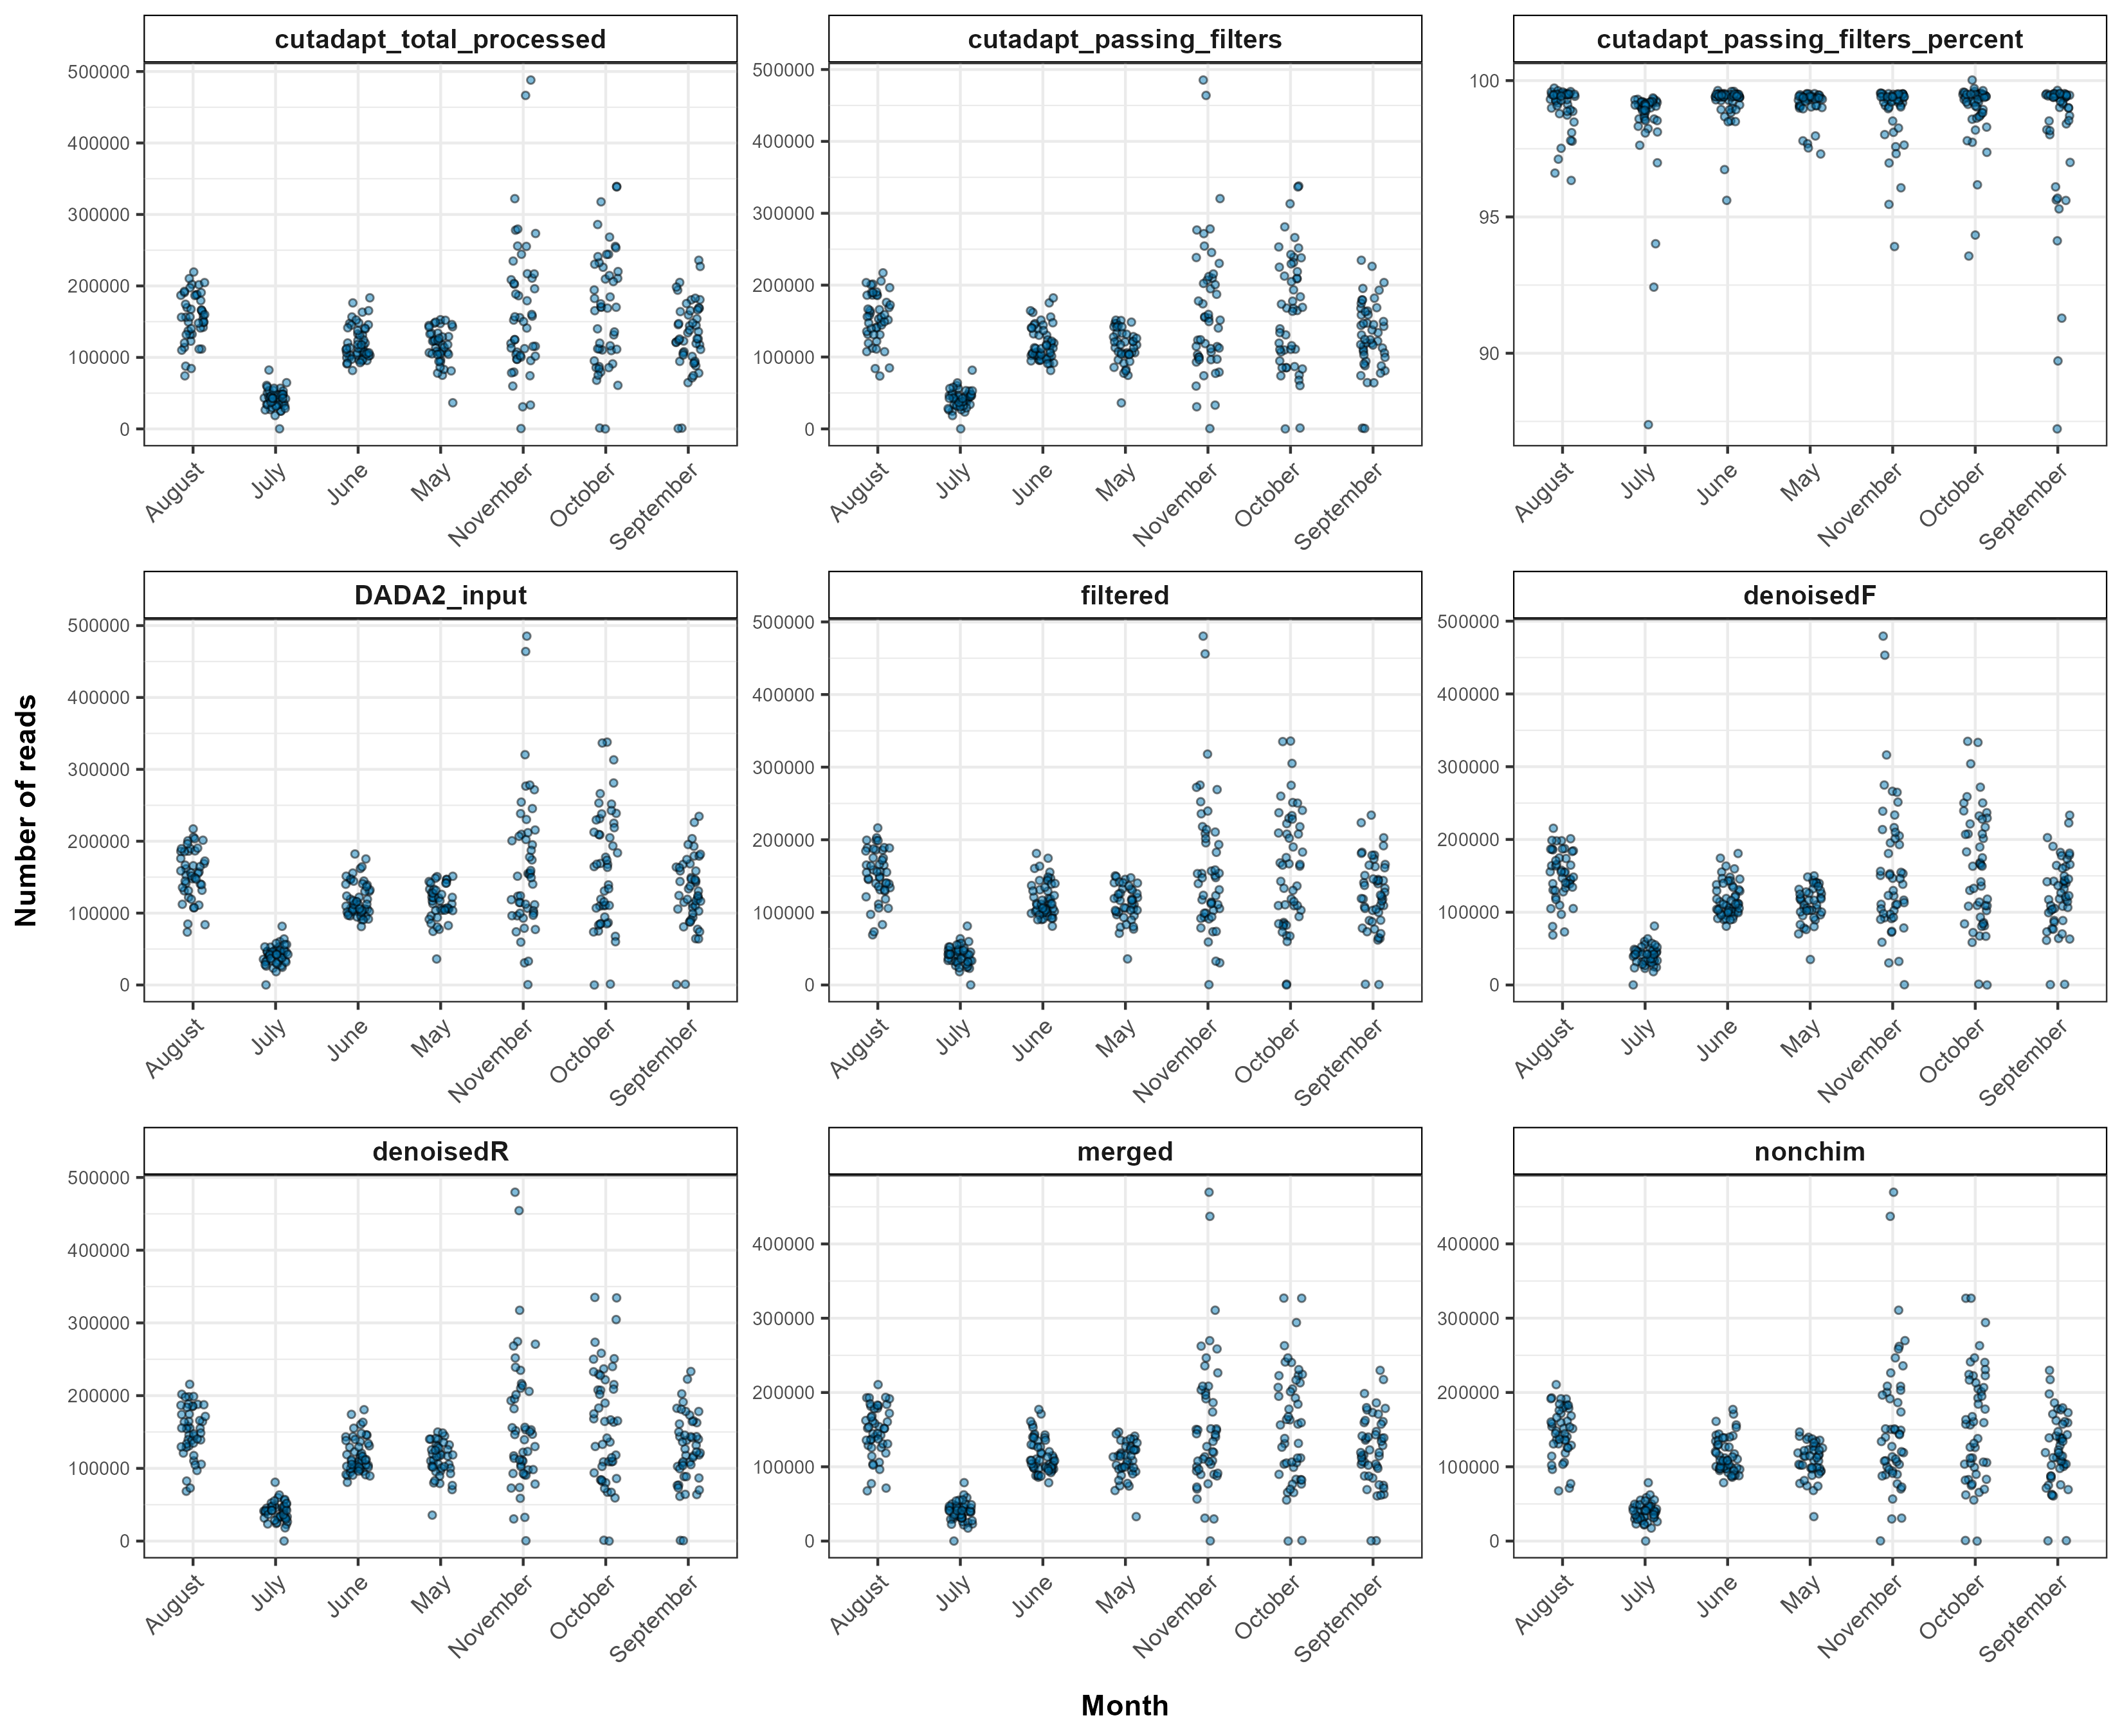 cutadapt_total_processed
cutadapt_passing_filters
cutadapt_passing_filters_percent
500000
400000
300000
200000
100000
0
500000
400000
300000
200000
100000
0
100
95
90
August
July
June
May
November
October
September
August
July
June
May
November
October
September
August
July
June
May
November
October
September
Number of reads
DADA2_input
filtered
denoisedF
500000
400000
300000
200000
100000
0
500000
400000
300000
200000
100000
0
500000
400000
300000
200000
100000
0
August
July
June
May
November
October
September
August
July
June
May
November
October
September
August
July
June
May
November
October
September
denoisedR
merged
nonchim
500000
400000
300000
200000
100000
0
400000
300000
200000
100000
0
400000
300000
200000
100000
0
August
July
June
May
November
October
September
August
July
June
May
November
October
September
August
July
June
May
November
October
September
Month